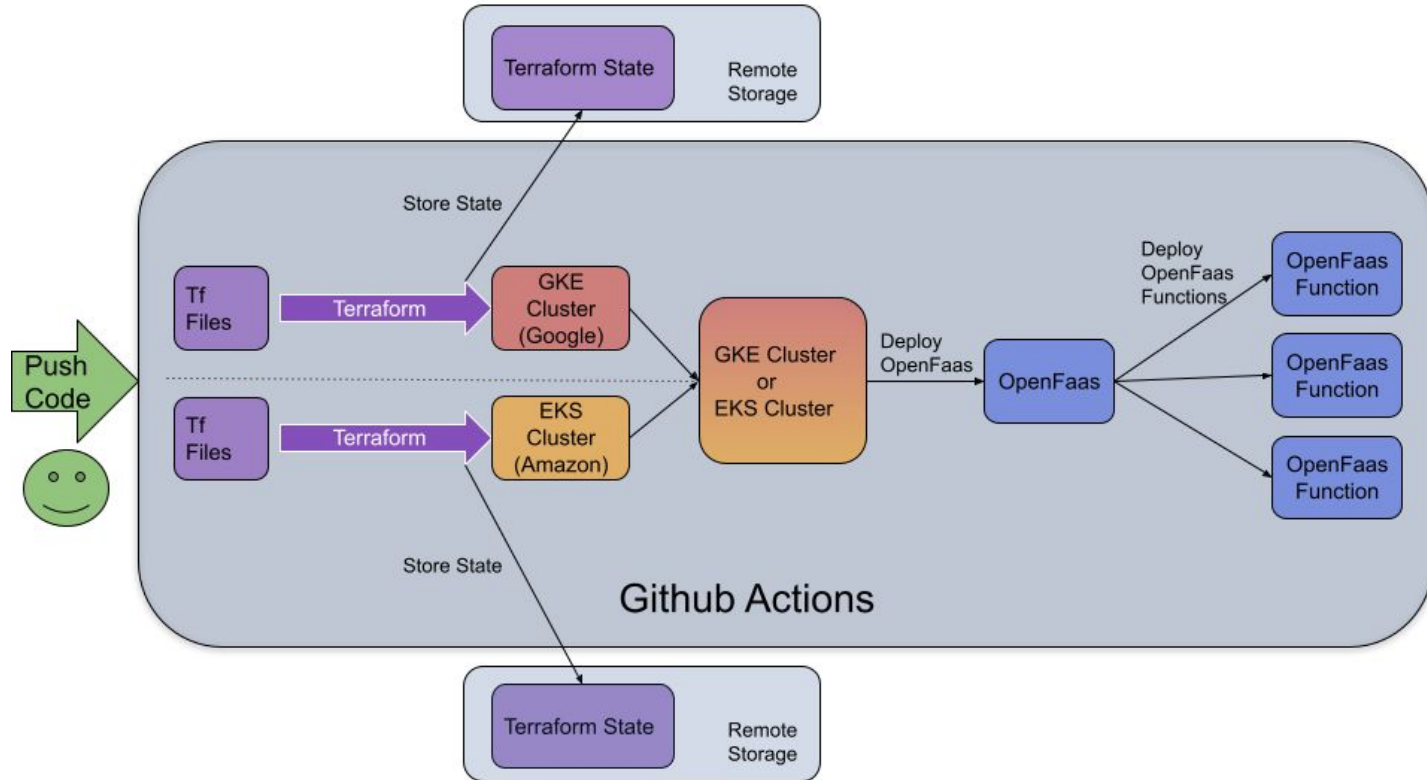 Terraform State
Remote
Storage
Store State
Push
Code
Tf
Files
Terraform
GKE
Cluster
(Google)
Tf
Files
Terraform
EKS
Cluster
(Amazon)
GKE Cluster
or
EKS Cluster
Deploy
OpenFaas
OpenFaas
Deploy
OpenFaas
Functions
OpenFaas
Function
OpenFaas
Function
OpenFaas
Function
Store State
Github Actions
Terraform State
Remote
Storage